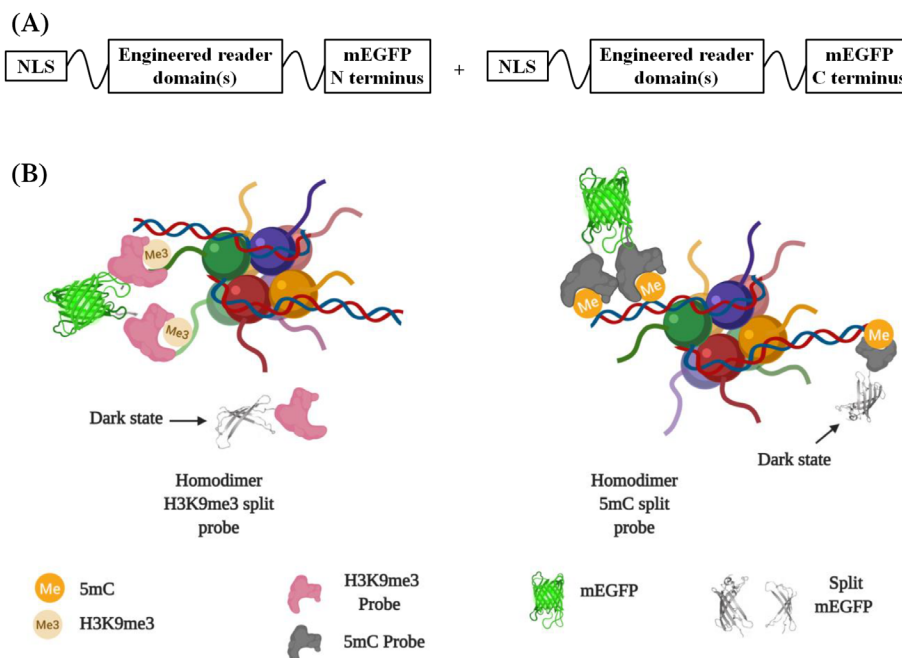 (A)
NLS
Engineered reader
domain(s)
mEGFP
N terminus
+
NLS
Engineered reader
domain(s)
mEGFP
C terminus
(B)
Me3
Me3
Dark state
Homodimer
H3K9me3 split
probe
Me
Me
Me
Dark state
Homodimer
5mC split
probe
Me
5mC
Me3
H3K9me3
H3K9me3
Probe
5mC Probe
mEGFP
Split
mEGFP